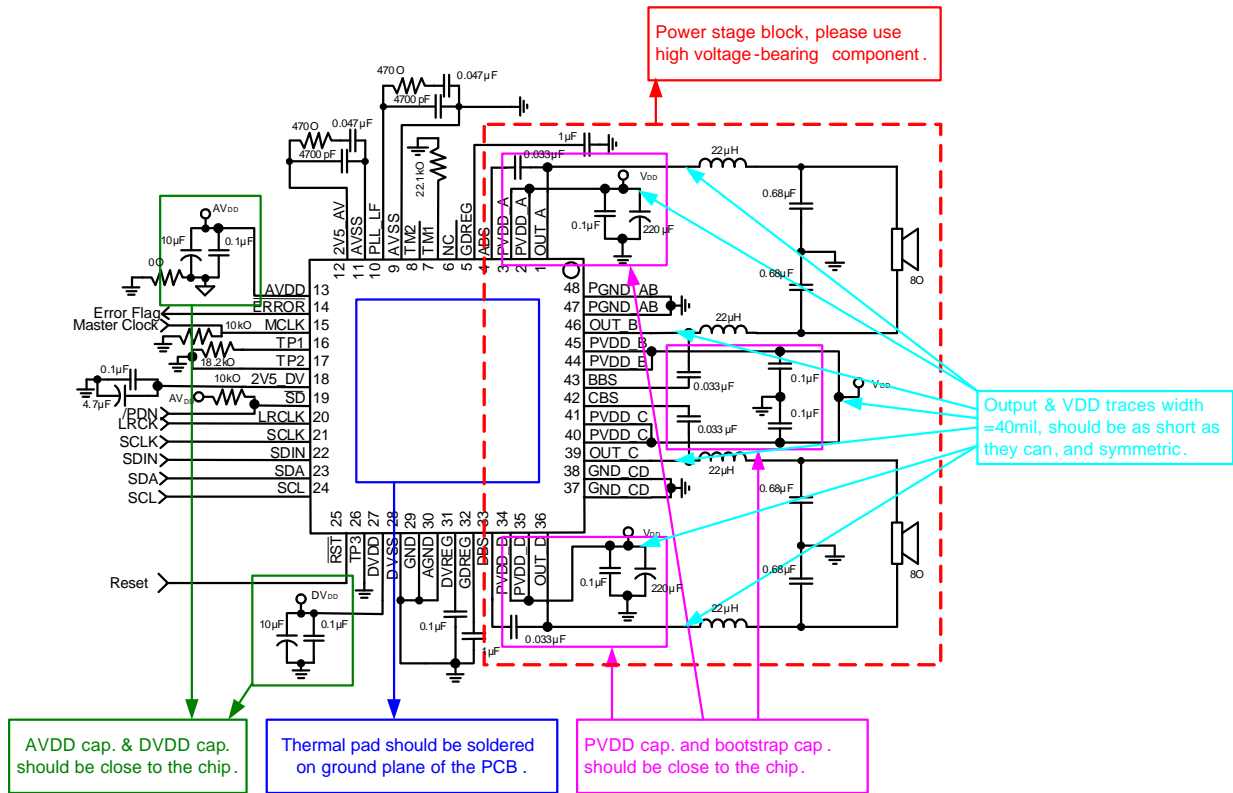 Power stage block, please use
high voltage-bearing component.
470O
0.047µF
4700 pF
470O
0.047µF
4700 pF
22.1kO
1µF
0.033µF
22µH
VDD
0.1µF
220µF
0.68µF
0.68µF
8O
AVDD
10µF
0.1µF
0O
12 2V5_AV
11 AVSS
10 PLL_LF
9 AVSS
8 TM2
7 TM1
6 NC
5 GDREG
4 ABS
3 PVDD_A
2 PVDD_A
1 OUT_A
AVDD 13
ERROR 14
MCLK 15
TP1 16
TP2 17
2V5_DV 18
SD 19
LRCLK 20
SCLK 21
SDIN 22
SDA 23
SCL 24
Error Flag
Master Clock
10kO
18.2kO
0.1µF
10kO
4.7µF
AVDD
/PDN
LRCK
SCLK
SDIN
SDA
SCL
48 PGND_AB
47 PGND_AB
46 OUT_B
45 PVDD_B
44 PVDD_B
43 BBS
42 CBS
41 PVDD_C
40 PVDD_C
39 OUT_C
38 GND_CD
37 GND_CD
22µH
0.033µF
0.1µF
VDD
0.1µF
0.033µF
22µH
Output & VDD traces width
=40mil, should be as short as
they can, and symmetric.
25 RST
26 TP3
27 DVDD
28 DVSS
29 GND
30 AGND
31 DVREG
32 GDREG
33 DBS
34 PVDD_D
35 PVDD_D
36 OUT_D
Reset
DVDD
10µF
0.1µF
0.1µF
1µF
0.033µF
VDD
0.1µF
220µF
0.68µF
0.68µF
8O
22µH
AVDD cap. & DVDD cap.
should be close to the chip.
Thermal pad should be soldered
on ground plane of the PCB.
PVDD cap. and bootstrap cap.
should be close to the chip.